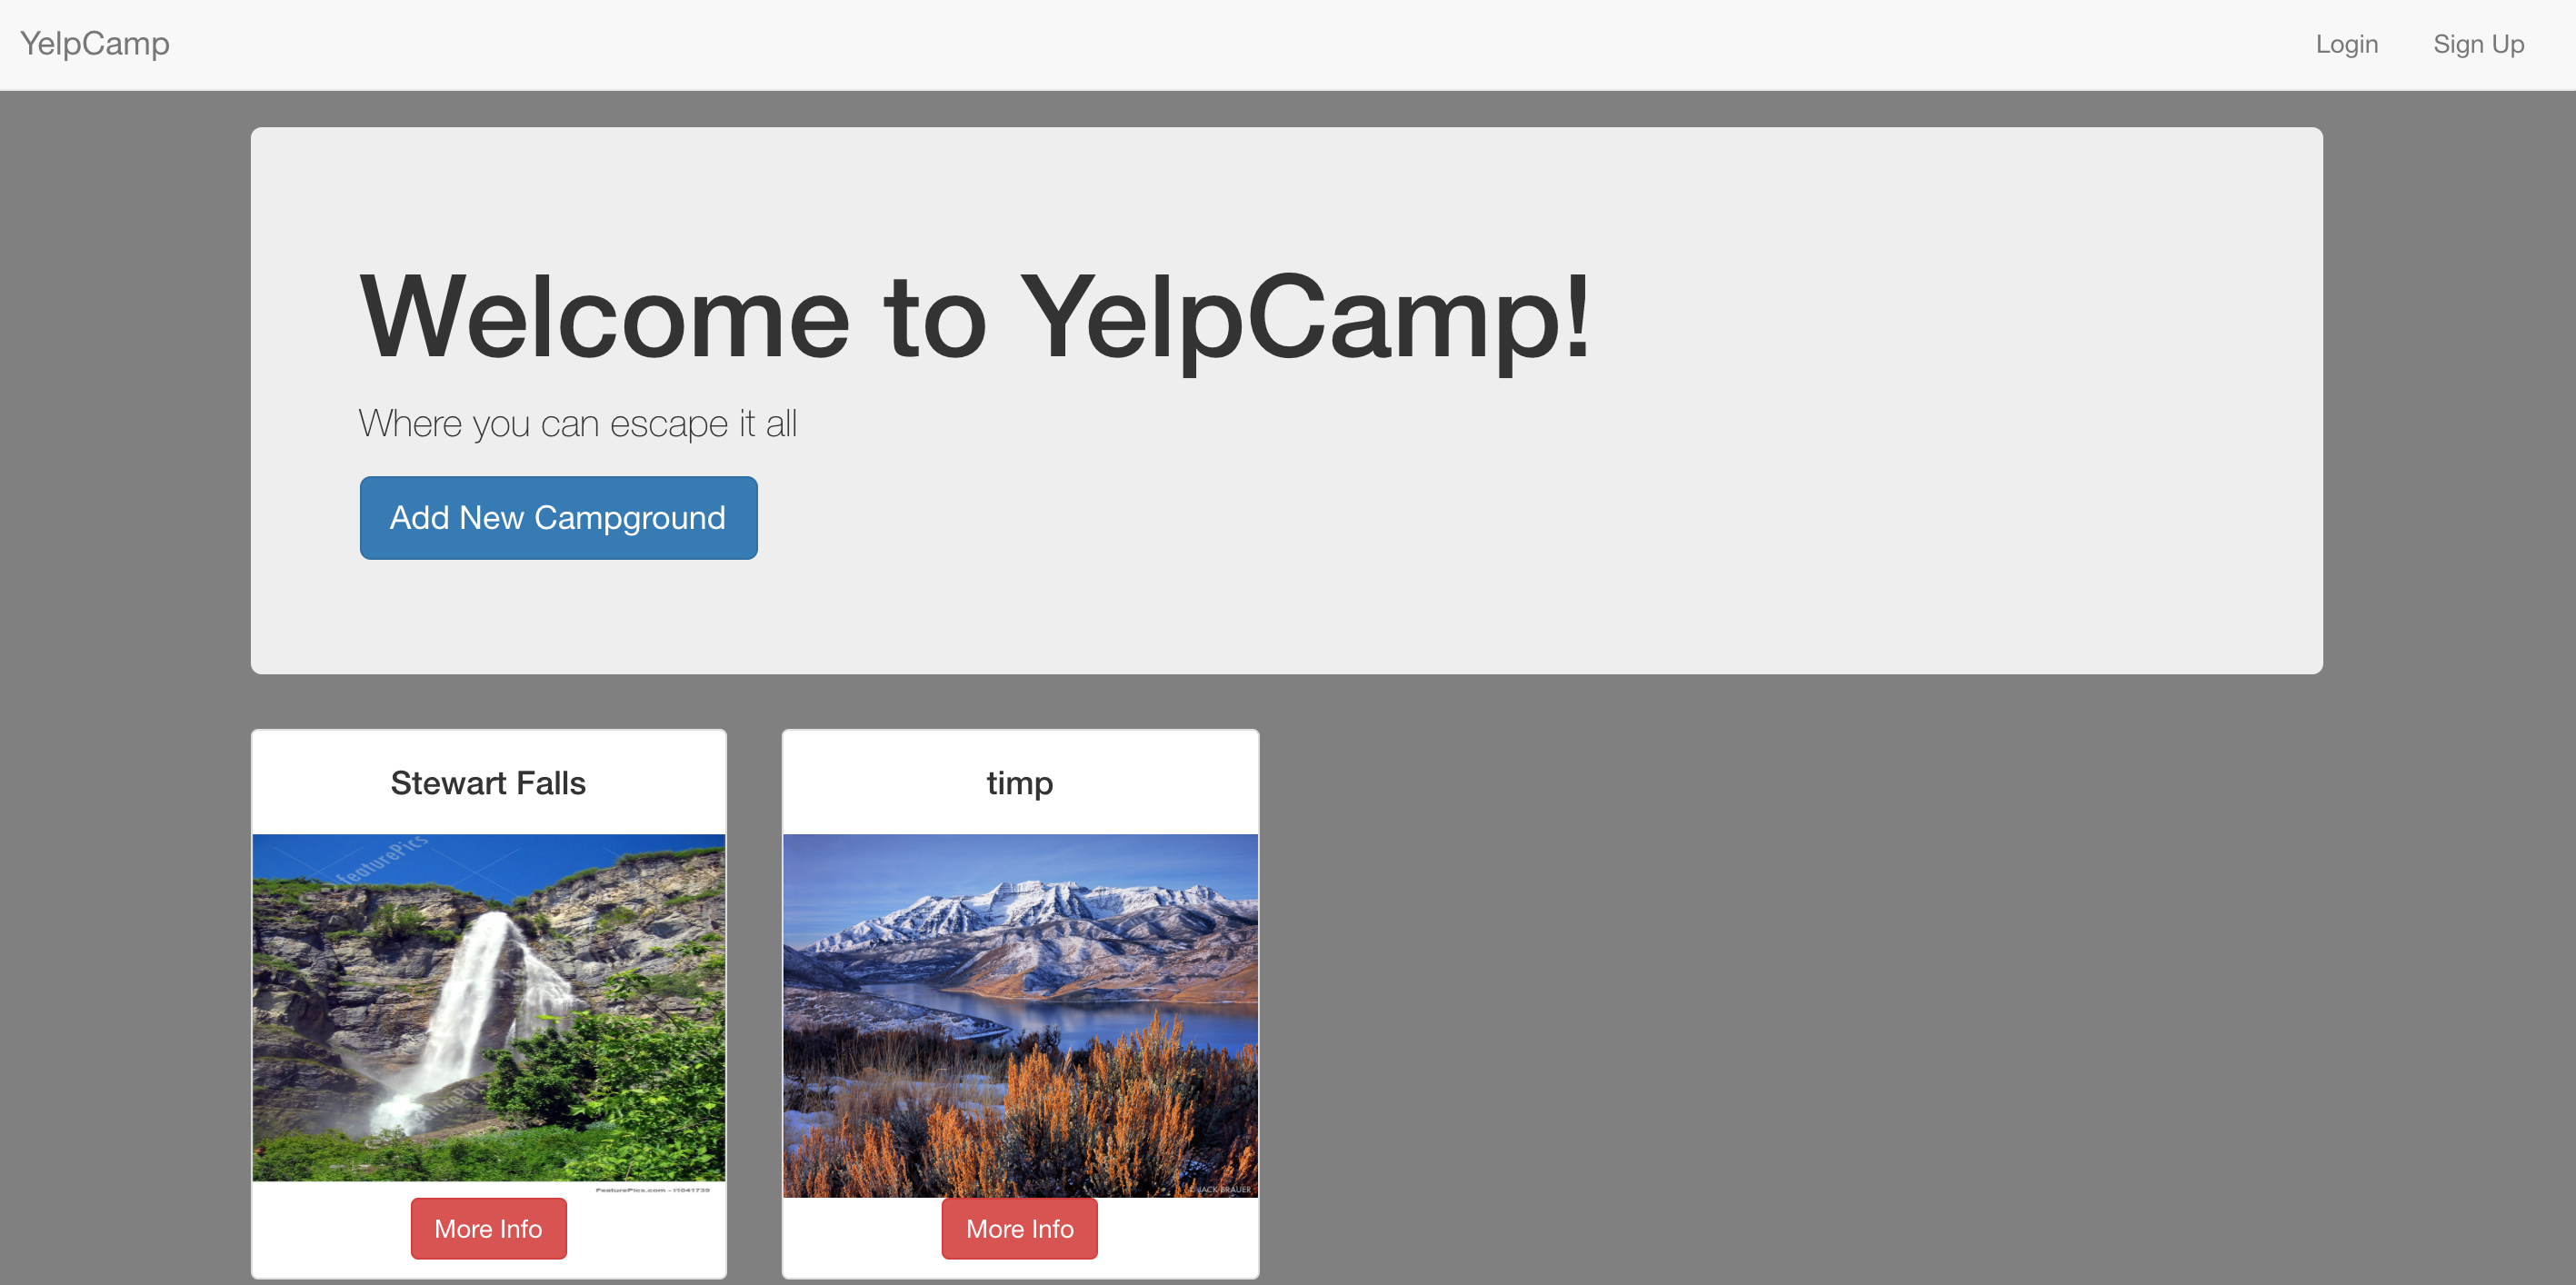 YelpCamp
Login
Sign Up
Welcome to YelpCamp!
Where you can escape it all
Add New Campground
Stewart Falls
timp
featurePics
FeaturePics.com - I1041739
JACK BRAUER
More Info
More Info